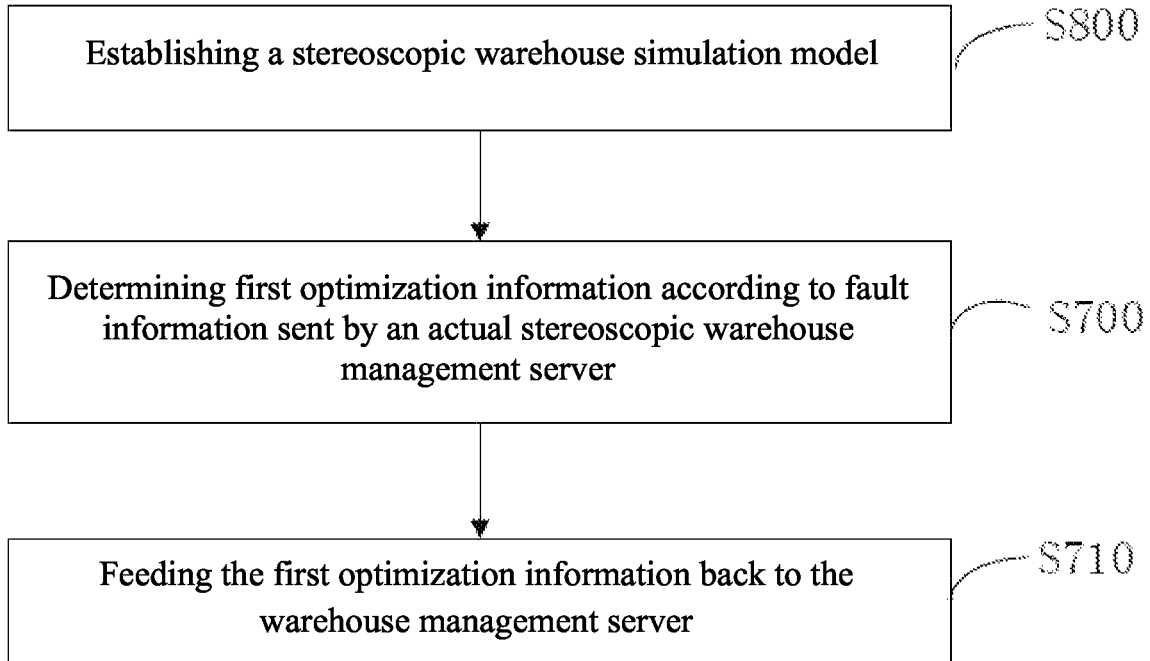 Establishing a stereoscopic warehouse simulation model
S800
Determining first optimization information according to fault
information sent by an actual stereoscopic warehouse
management server
S700
Feeding the first optimization information back to the
warehouse management server
S710